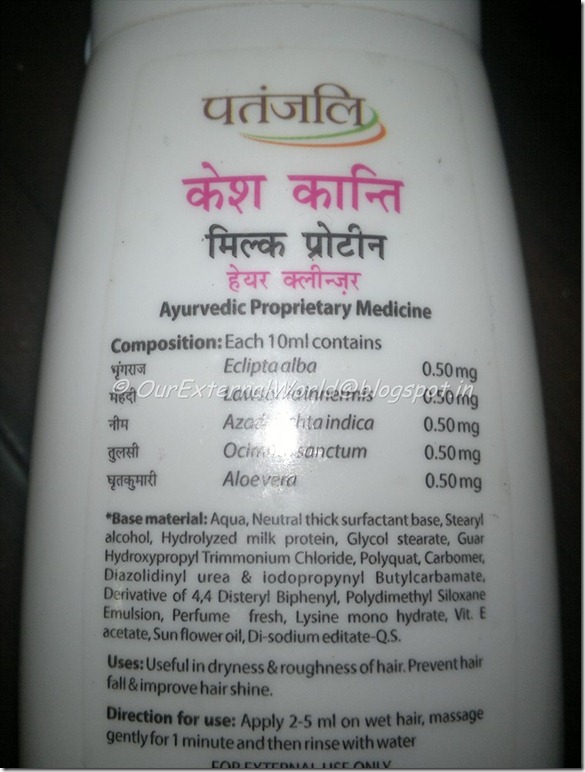 पतंजलि
केश कान्ति
मिल्क प्रोटीन
हेयर क्लीन्ज़र
Ayurvedic Proprietary Medicine
Composition: Each 10ml contains
भृंगराज Eclipta alba 0.50 mg
© OurExternalWorld@blogspot.in
मेहंदी 0.50 mg
नीम indica 0.50 mg
तुलसी sanctum 0.50 mg
घृतकुमारी Aloe vera 0.50 mg
*Base material: Aqua, Neutral thick surfactant base, Stearyl
alcohol, Hydrolyzed milk protein, Glycol stearate, Guar
Hydroxypropyl Trimmonium Chloride, Polyquat, Carbomer,
Diazolidinyl urea & iodopropynyl Butylcarbamate,
Derivative of 4,4 Disteryl Biphenyl, Polydimethyl Siloxane
Emulsion, Perfume fresh, Lysine mono hydrate, Vit. E
acetate, Sun flower oil, Di-sodium editate-Q.S.
Uses: Useful in dryness & roughness of hair. Prevent hair
fall & improve hair shine.
Direction for use: Apply 2-5 ml on wet hair, massage
gently for 1 minute and then rinse with water
FOR EXTERNAL USE ONLY